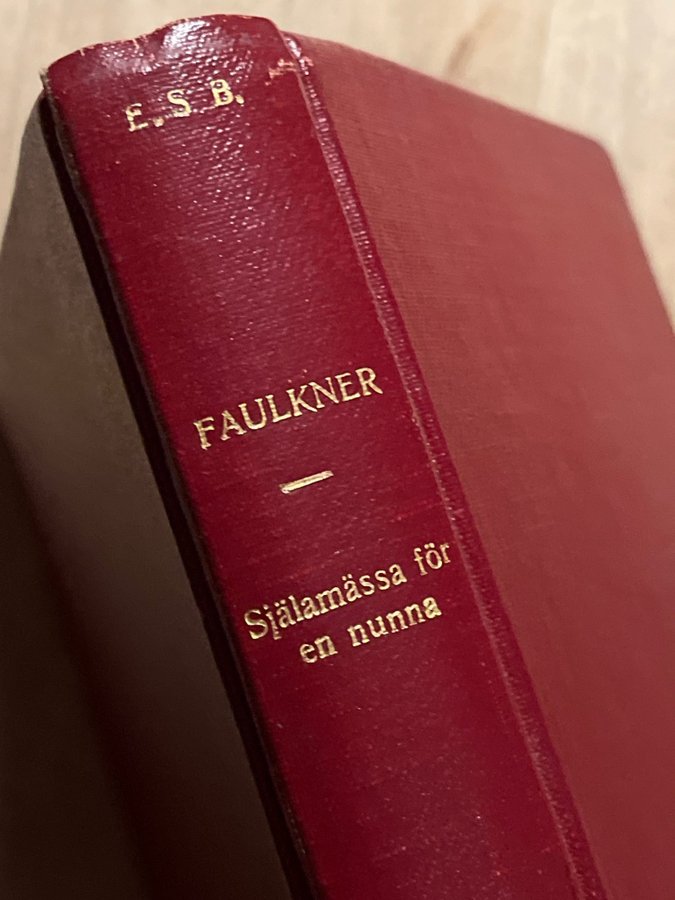 E. S B.
FAULKNER
Själamässa för
en nunna